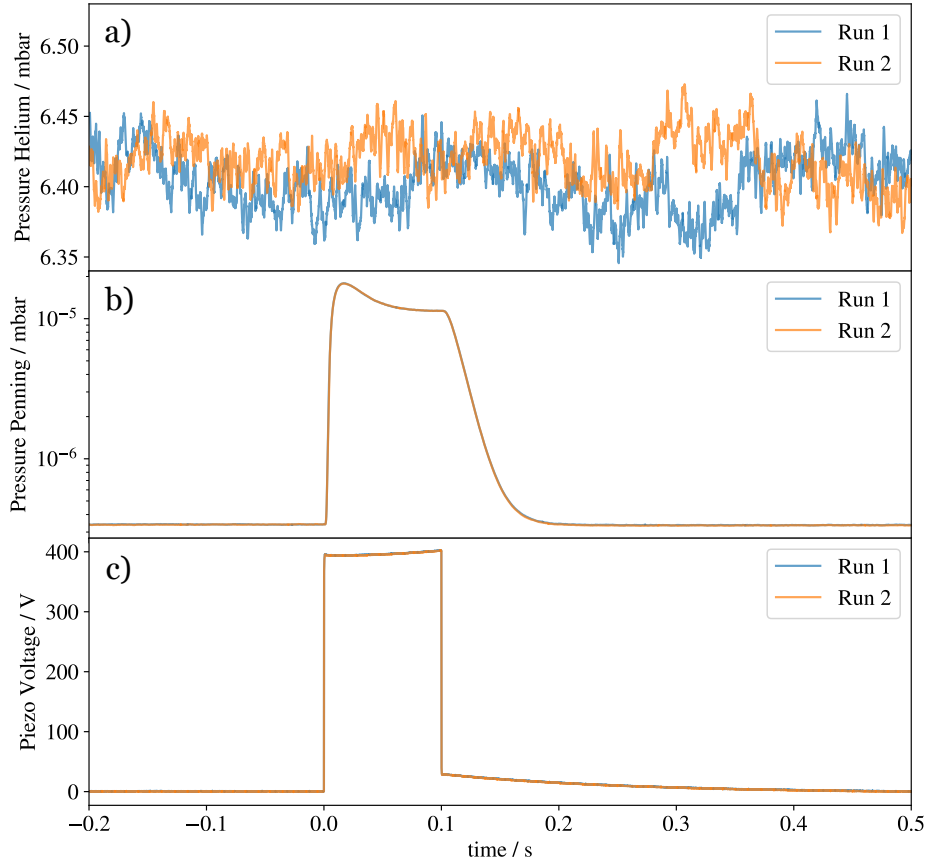 a)
Pressure Helium / mbar
6.50
6.45
6.40
6.35
Run 1
Run 2
b)
Pressure Penning / mbar
10⁻⁵
10⁻⁶
Run 1
Run 2
c)
Piezo Voltage / V
400
300
200
100
0
Run 1
Run 2
−0.2 −0.1 0.0 0.1 0.2 0.3 0.4 0.5
time / s